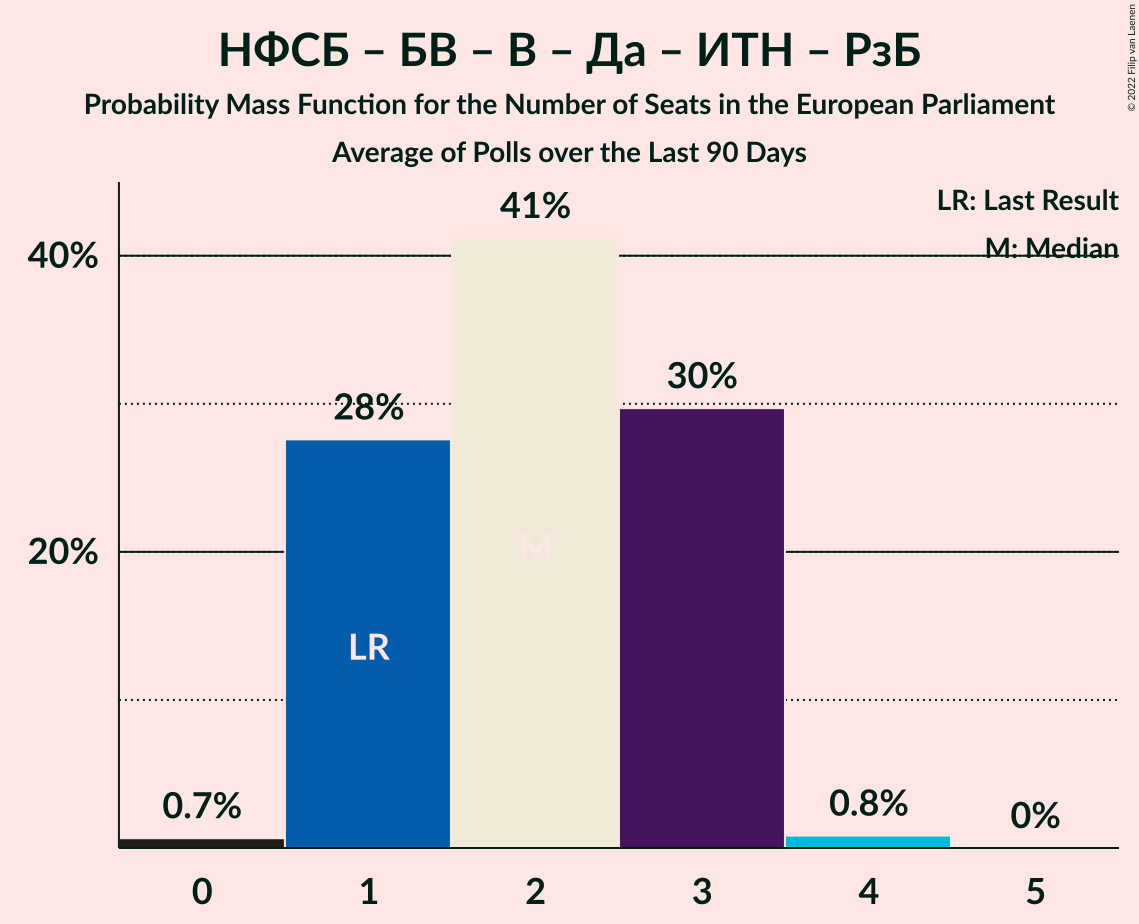 НФСБ – БВ – В – Да – ИТН – РзБ
Probability Mass Function for the Number of Seats in the European Parliament
Average of Polls over the Last 90 Days
© 2022 Filip van Laenen
LR: Last Result
M: Median
41%
40%
30%
28%
20%
M
LR
0.7%
0.8%
0%
0 1 2 3 4 5